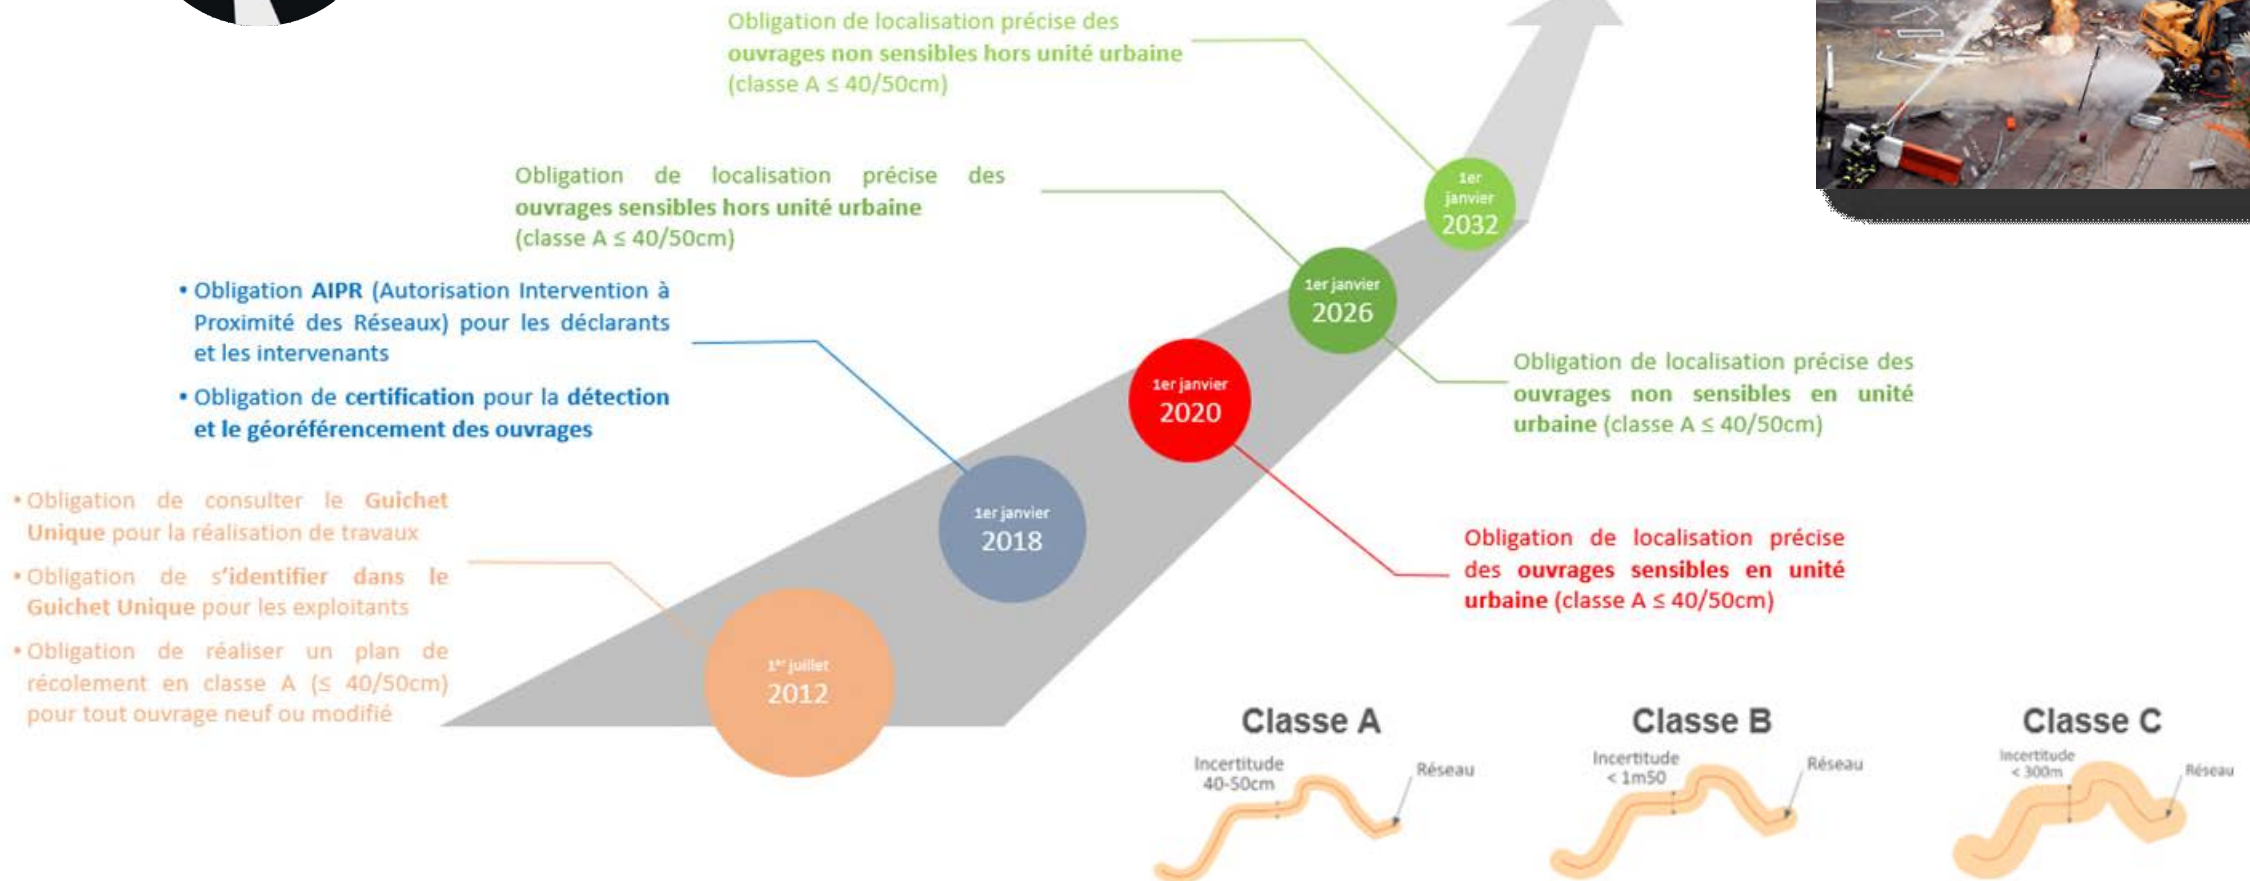 Obligation de localisation précise des
ouvrages non sensibles hors unité urbaine
(classe A ≤ 40/50cm)
1er
janvier
2032
Obligation de localisation précise des
ouvrages sensibles hors unité urbaine
(classe A ≤ 40/50cm)
1er janvier
2026
• Obligation AIPR (Autorisation Intervention à
Proximité des Réseaux) pour les déclarants
et les intervenants
• Obligation de certification pour la détection
et le géoréférencement des ouvrages
Obligation de localisation précise des
ouvrages non sensibles en unité
urbaine (classe A ≤ 40/50cm)
1er janvier
2020
• Obligation de consulter le Guichet
Unique pour la réalisation de travaux
• Obligation de s'identifier dans le
Guichet Unique pour les exploitants
• Obligation de réaliser un plan de
récolement en classe A (≤ 40/50cm)
pour tout ouvrage neuf ou modifié
1er janvier
2018
Obligation de localisation précise
des ouvrages sensibles en unité
urbaine (classe A ≤ 40/50cm)
1er juillet
2012
Classe A
Incertitude
40-50cm
Réseau
Classe B
Incertitude
< 1m50
Réseau
Classe C
Incertitude
< 300m
Réseau